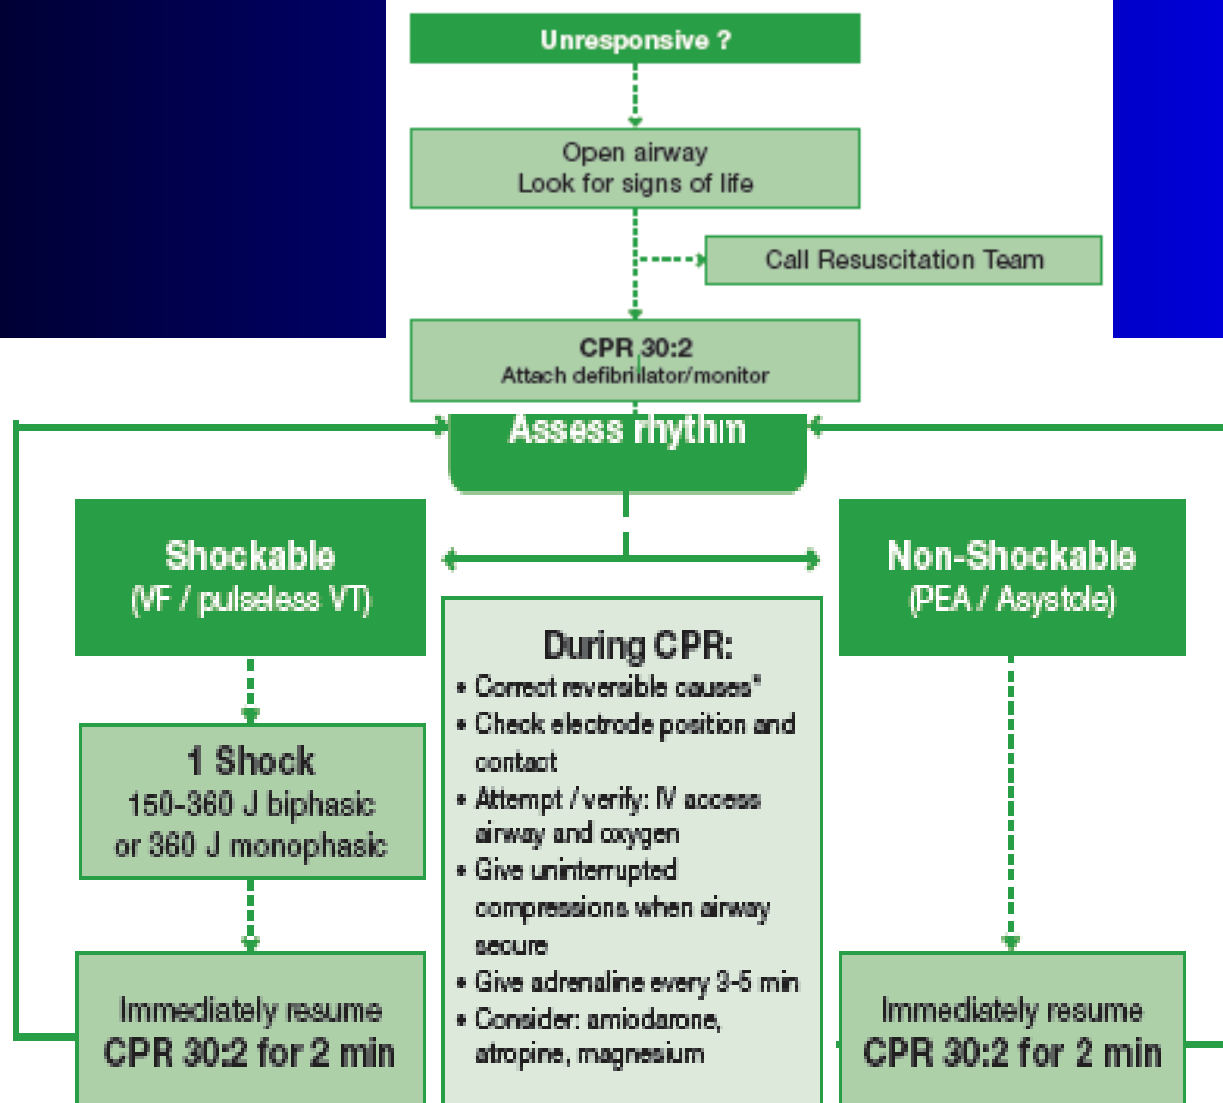 Unresponsive ?
Open airway
Look for signs of life
Call Resuscitation Team
CPR 30:2
Attach defibrillator/monitor
Assess rhythm
Shockable
(VF / pulseless VT)
Non-Shockable
(PEA / Asystole)
1 Shock
150-360 J biphasic
or 360 J monophasic
Immediately resume
CPR 30:2 for 2 min
During CPR:
• Correct reversible causes*
• Check electrode position and
contact
• Attempt / verify: IV access
airway and oxygen
• Give uninterrupted
compressions when airway
secure
• Give adrenaline every 3-5 min
• Consider: amiodarone,
atropine, magnesium
Immediately resume
CPR 30:2 for 2 min